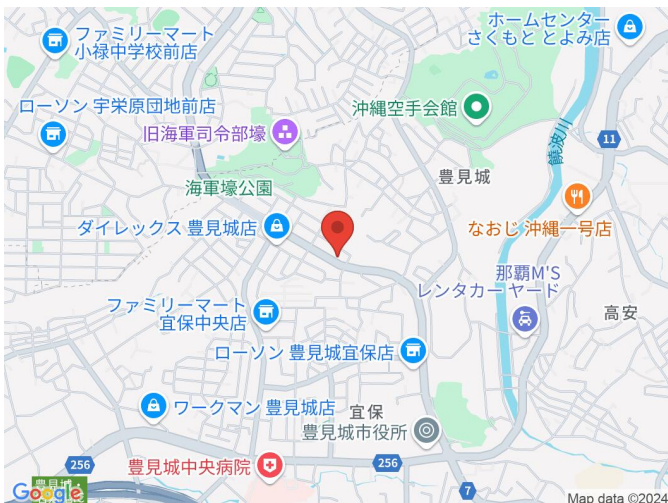 ファミリーマート
小禄中学校前店
ホームセンター
さくもと とよみ店
ローソン 宇栄原団地前店
沖縄空手会館
旧海軍司令部壕
11
饒波川
豊見城
海軍壕公園
なおじ 沖縄一号店
ダイレックス 豊見城店
那覇M'S
レンタカー ヤード
ファミリーマート
宜保中央店
高安
ローソン 豊見城宜保店
ワークマン 豊見城店
宜保
豊見城市役所
256
豊見城中央病院
256
7
豊見城・
Google
Map data ©2024